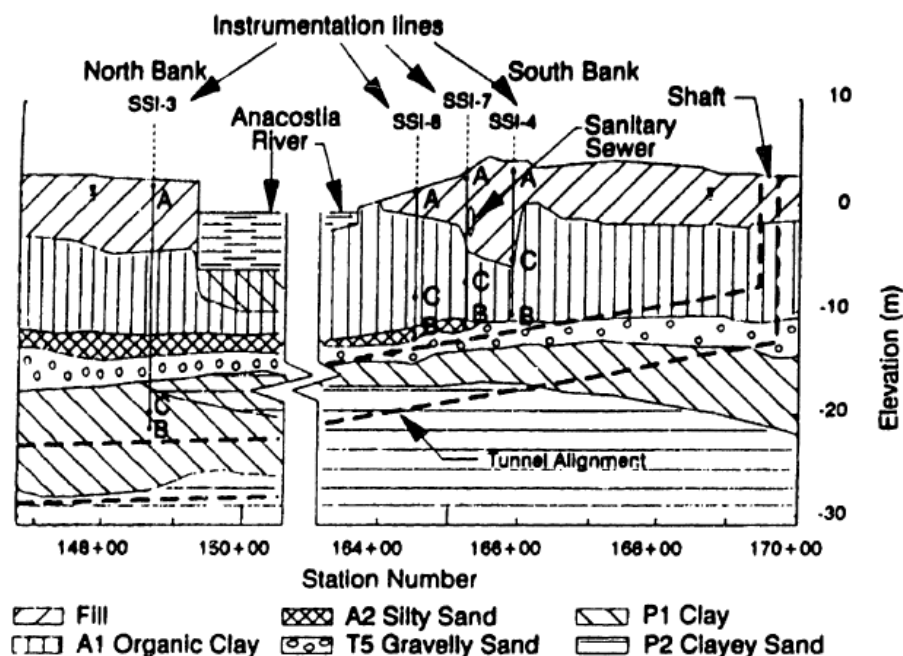 Instrumentation lines
North Bank
South Bank
SSI-3
SSI-7
SSI-6
SSI-4
Shaft
Anacostia
River
Sanitary
Sewer
10
0
-10
-20
-30
Elevation (m)
A
A
A
A
C
C
C
B
B
B
C
B
Tunnel Alignment
148+00
150+00
164+00
166+00
168+00
170+00
Station Number
Fill
A2 Silty Sand
P1 Clay
A1 Organic Clay
T5 Gravelly Sand
P2 Clayey Sand